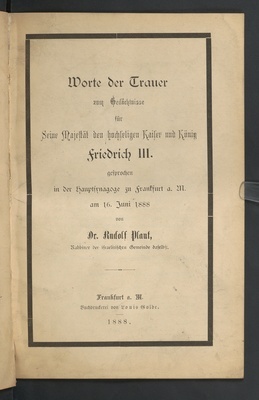 Worte der Trauer
zum Gedächtnisse
für
Seine Majestät den hochseligen Kaiser und König
Friedrich III.
gesprochen
in der Hauptsynagoge zu Frankfurt a. M.
am 16. Juni 1888
von
Dr. Rudolf Plaut,
Rabbiner der israelitischen Gemeinde daselbst.
Frankfurt a. M.
Buchdruckerei von Louis Golde.
1888.